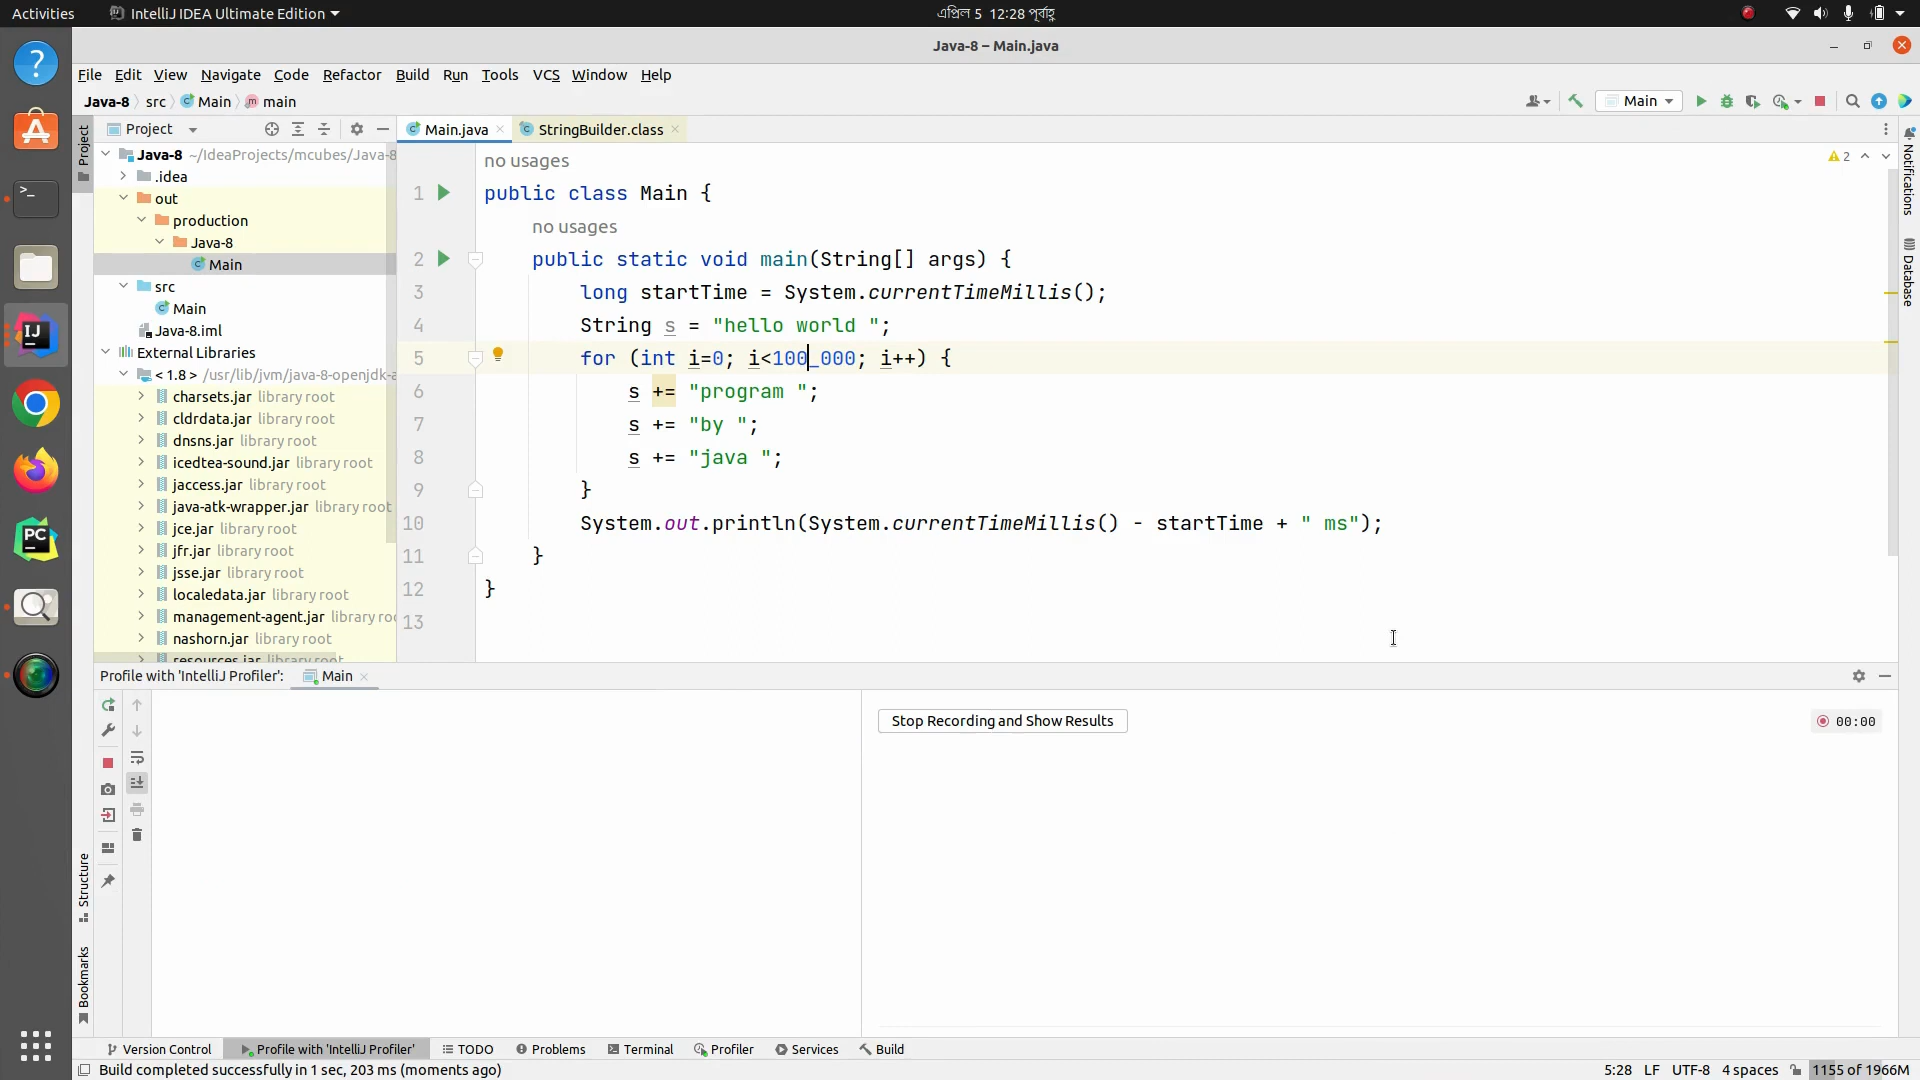 Activities IntelliJ IDEA Ultimate Edition এপ্রিল 5 12:28 পূর্বাহ্ণ
Java-8 – Main.java
File Edit View Navigate Code Refactor Build Run Tools VCS Window Help
Java-8 src Main main Main
Project Main.java StringBuilder.class
Project
Java-8 ~/IdeaProjects/mcubes/Java-8
.idea
out
production
Java-8
Main
src
Main
Java-8.iml
External Libraries
< 1.8 > /usr/lib/jvm/java-8-openjdk-a
charsets.jar library root
cldrdata.jar library root
dnsns.jar library root
icedtea-sound.jar library root
jaccess.jar library root
java-atk-wrapper.jar library root
jce.jar library root
jfr.jar library root
jsse.jar library root
localedata.jar library root
management-agent.jar library roo
nashorn.jar library root
resources.jar library root
no usages
1 public class Main {
no usages
2 public static void main(String[] args) {
3 long startTime = System.currentTimeMillis();
4 String s = "hello world ";
5 for (int i=0; i<100_000; i++) {
6 s += "program ";
7 s += "by ";
8 s += "java ";
9 }
10 System.out.println(System.currentTimeMillis() - startTime + " ms");
11 }
12 }
13
2
Notifications
Database
Profile with 'IntelliJ Profiler': Main
Stop Recording and Show Results 00:00
Structure
Bookmarks
Version Control Profile with 'IntelliJ Profiler' TODO Problems Terminal Profiler Services Build
Build completed successfully in 1 sec, 203 ms (moments ago) 5:28 LF UTF-8 4 spaces 1155 of 1966M